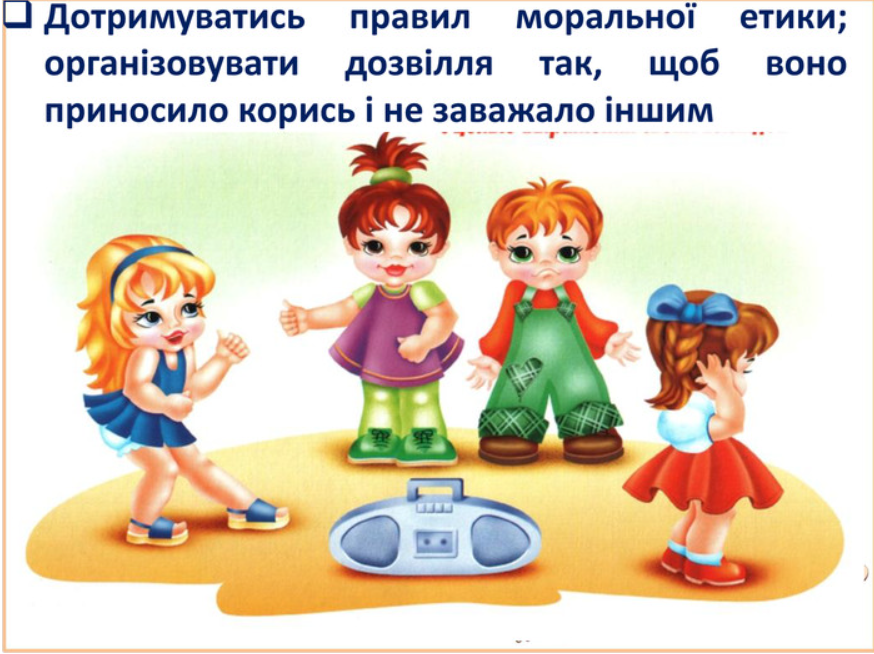 Дотримуватись правил моральної етики;
організовувати дозвілля так, щоб воно
приносило корись і не заважало іншим